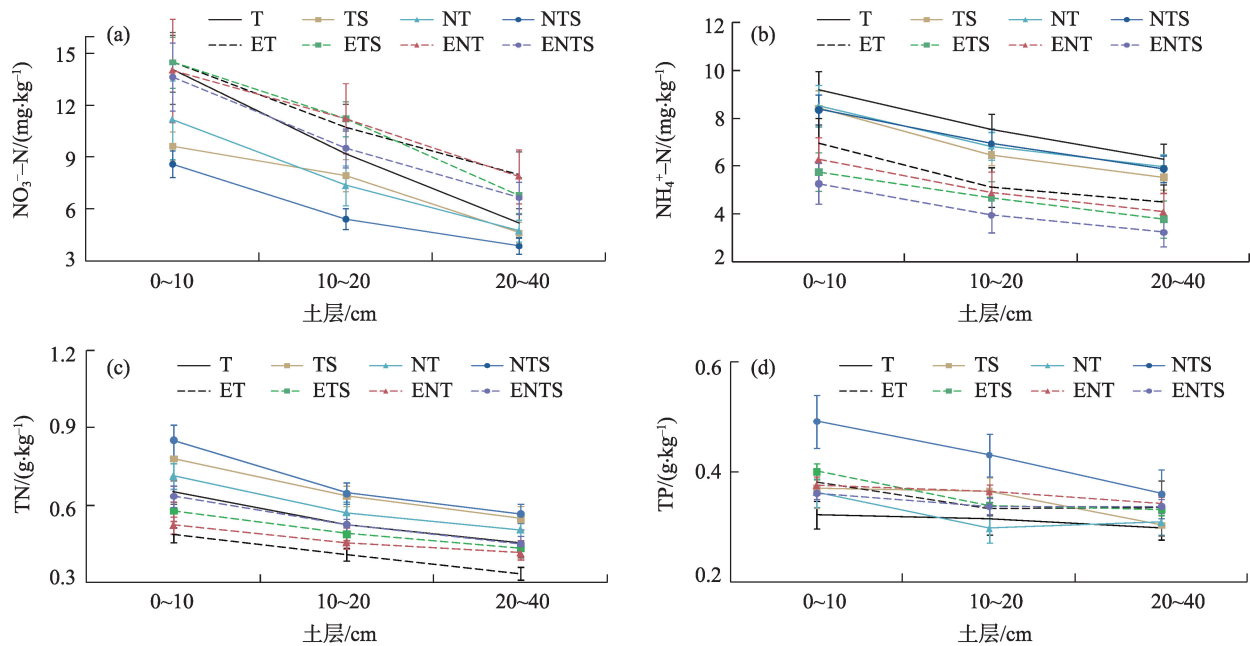 (a) T TS NT NTS
ET ETS ENT ENTS
NO₃⁻–N/(mg·kg⁻¹)
15
12
9
6
3
0~10 10~20 20~40
土层/cm
(b) T TS NT NTS
ET ETS ENT ENTS
NH₄⁺–N/(mg·kg⁻¹)
12
10
8
6
4
2
0~10 10~20 20~40
土层/cm
(c) T TS NT NTS
ET ETS ENT ENTS
TN/(g·kg⁻¹)
1.2
0.9
0.6
0.3
0~10 10~20 20~40
土层/cm
(d) T TS NT NTS
ET ETS ENT ENTS
TP/(g·kg⁻¹)
0.6
0.4
0.2
0~10 10~20 20~40
土层/cm